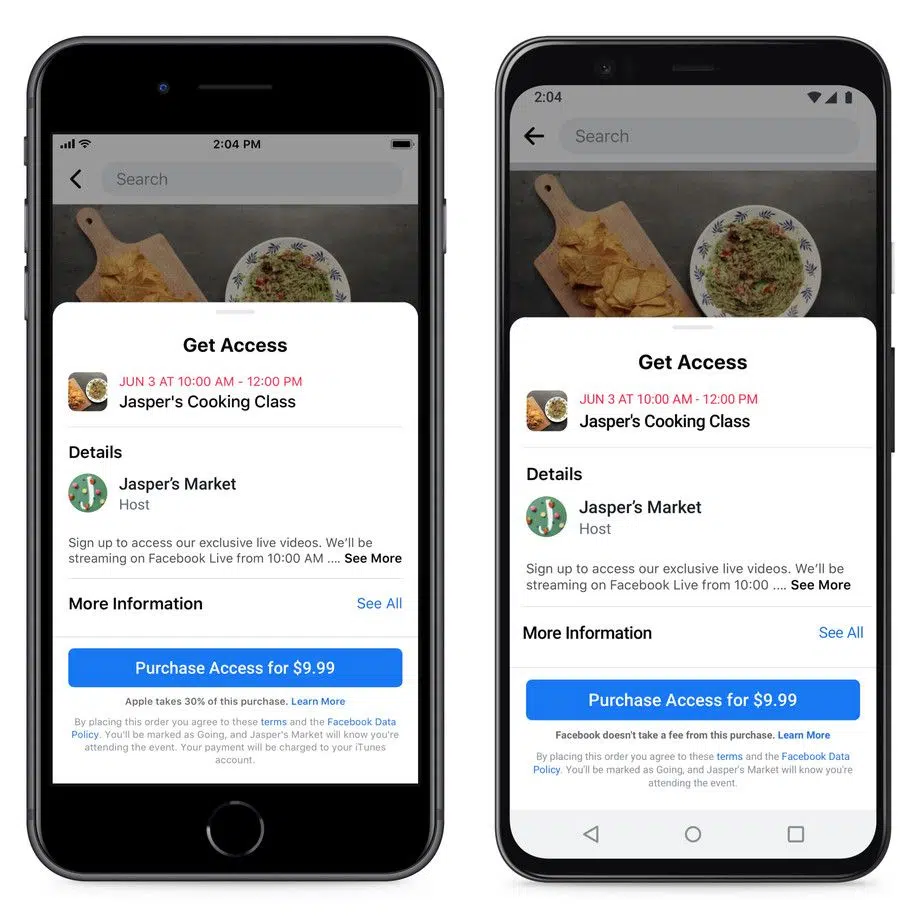 2:04 PM
Search
Get Access
JUN 3 AT 10:00 AM - 12:00 PM
Jasper's Cooking Class
Details
Jasper’s Market
Host
Sign up to access our exclusive live videos. We’ll be
streaming on Facebook Live from 10:00 AM .... See More
More Information
See All
Purchase Access for $9.99
Apple takes 30% of this purchase. Learn More
By placing this order you agree to these terms and the Facebook Data
Policy. You'll be marked as Going, and Jasper's Market will know you're
attending the event. Your payment will be charged to your iTunes
account.
2:04
Search
Get Access
JUN 3 AT 10:00 AM - 12:00 PM
Jasper's Cooking Class
Details
Jasper’s Market
Host
Sign up to access our exclusive live videos. We’ll be
streaming on Facebook Live from 10:00 .... See More
More Information
See All
Purchase Access for $9.99
Facebook doesn't take a fee from this purchase. Learn More
By placing this order you agree to these terms and the Facebook Data
Policy. You'll be marked as Going, and Jasper's Market will know you're
attending the event.